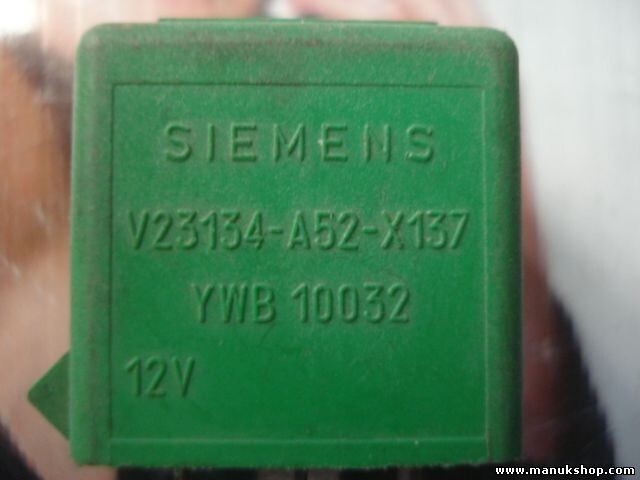 SIEMENS
V23134-A52-X137
YWB 10032
12V
www.manukshop.com